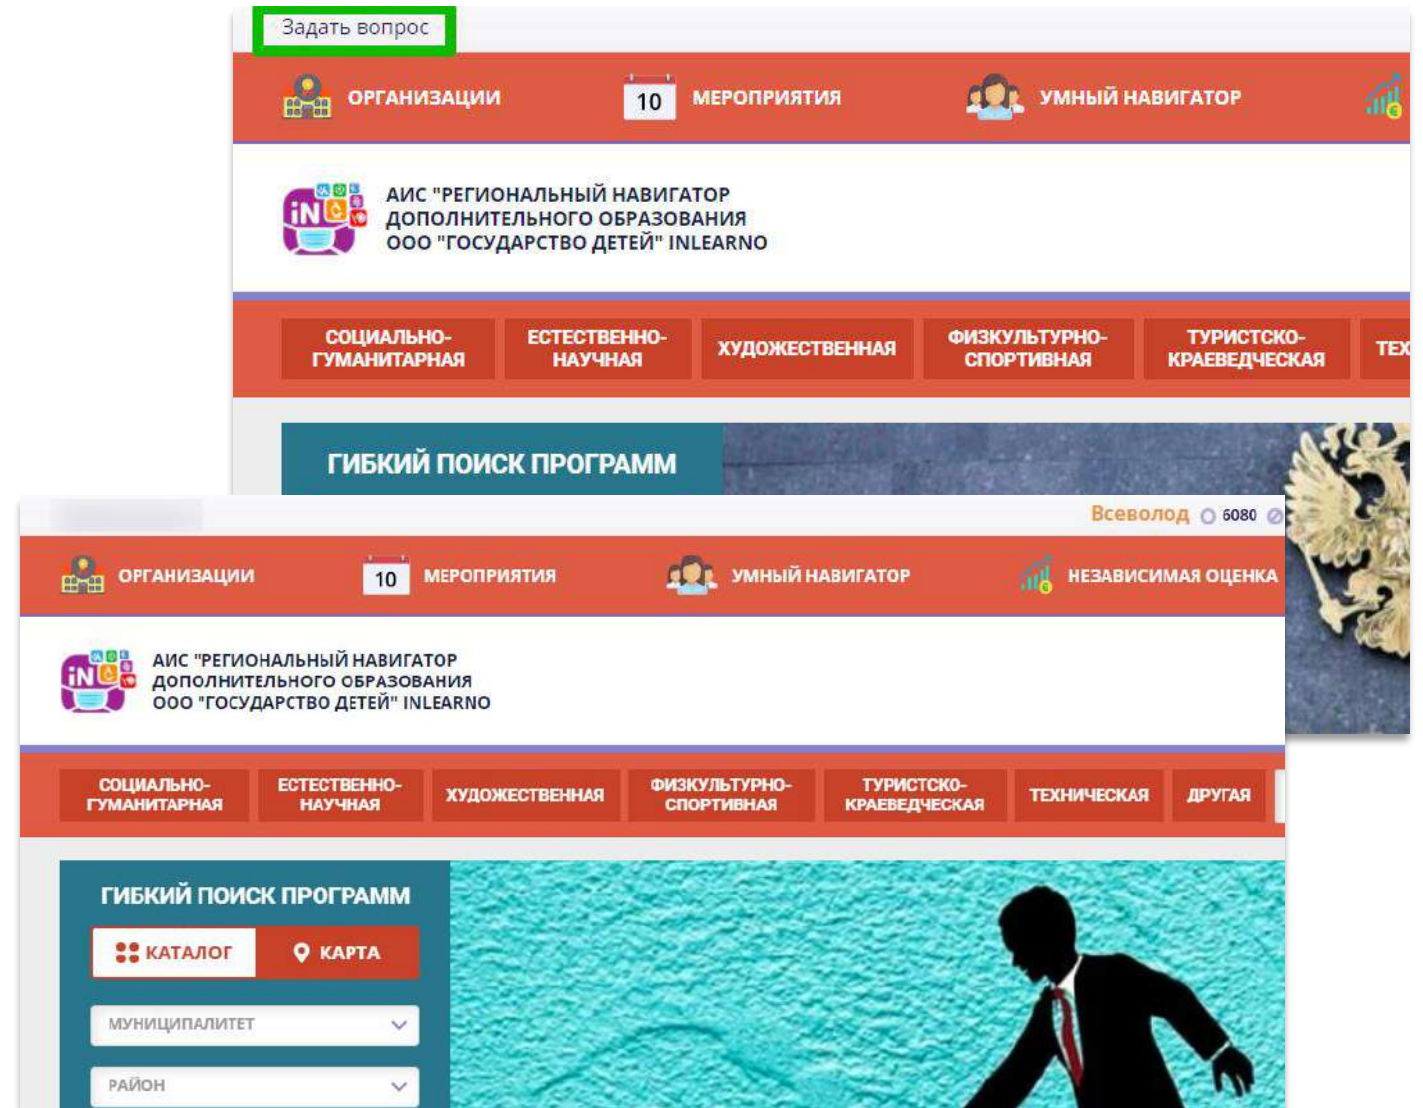 Задать вопрос
ОРГАНИЗАЦИИ
10
МЕРОПРИЯТИЯ
УМНЫЙ НАВИГАТОР
iN
АИС "РЕГИОНАЛЬНЫЙ НАВИГАТОР
ДОПОЛНИТЕЛЬНОГО ОБРАЗОВАНИЯ
ООО "ГОСУДАРСТВО ДЕТЕЙ" INLEARNO
СОЦИАЛЬНО-
ГУМАНИТАРНАЯ
ЕСТЕСТВЕННО-
НАУЧНАЯ
ХУДОЖЕСТВЕННАЯ
ФИЗКУЛЬТУРНО-
СПОРТИВНАЯ
ТУРИСТСКО-
КРАЕВЕДЧЕСКАЯ
ТЕХ
ГИБКИЙ ПОИСК ПРОГРАММ
Всеволод 6080
ОРГАНИЗАЦИИ
10
МЕРОПРИЯТИЯ
УМНЫЙ НАВИГАТОР
НЕЗАВИСИМАЯ ОЦЕНКА
iN
АИС "РЕГИОНАЛЬНЫЙ НАВИГАТОР
ДОПОЛНИТЕЛЬНОГО ОБРАЗОВАНИЯ
ООО "ГОСУДАРСТВО ДЕТЕЙ" INLEARNO
СОЦИАЛЬНО-
ГУМАНИТАРНАЯ
ЕСТЕСТВЕННО-
НАУЧНАЯ
ХУДОЖЕСТВЕННАЯ
ФИЗКУЛЬТУРНО-
СПОРТИВНАЯ
ТУРИСТСКО-
КРАЕВЕДЧЕСКАЯ
ТЕХНИЧЕСКАЯ
ДРУГАЯ
ГИБКИЙ ПОИСК ПРОГРАММ
КАТАЛОГ
КАРТА
МУНИЦИПАЛИТЕТ
РАЙОН